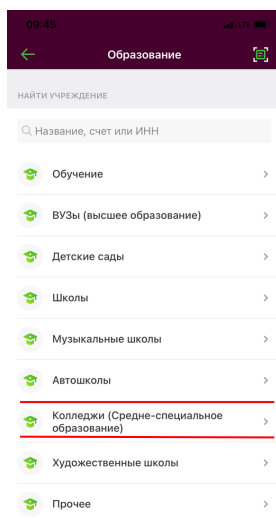 09:45
LTE
Образование
НАЙТИ УЧРЕЖДЕНИЕ
Название, счет или ИНН
Обучение
ВУЗы (высшее образование)
Детские сады
Школы
Музыкальные школы
Автошколы
Колледжи (Средне-специальное
образование)
Художественные школы
Прочее